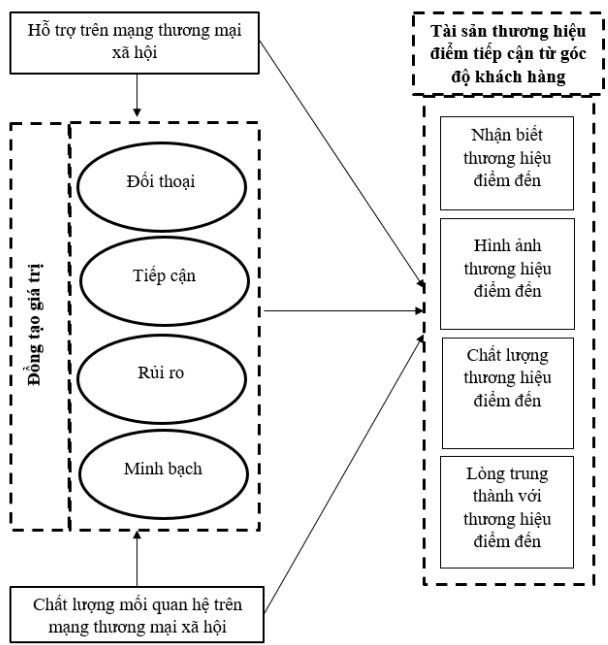 Hỗ trợ trên mạng thương mại
xã hội
Tài sản thương hiệu
điểm tiếp cận từ góc
độ khách hàng
Đồng tạo giá trị
Đối thoại
Tiếp cận
Rủi ro
Minh bạch
Nhận biết
thương hiệu
điểm đến
Hình ảnh
thương hiệu
điểm đến
Chất lượng
thương hiệu
điểm đến
Lòng trung
thành với
thương hiệu
điểm đến
Chất lượng mối quan hệ trên
mạng thương mại xã hội